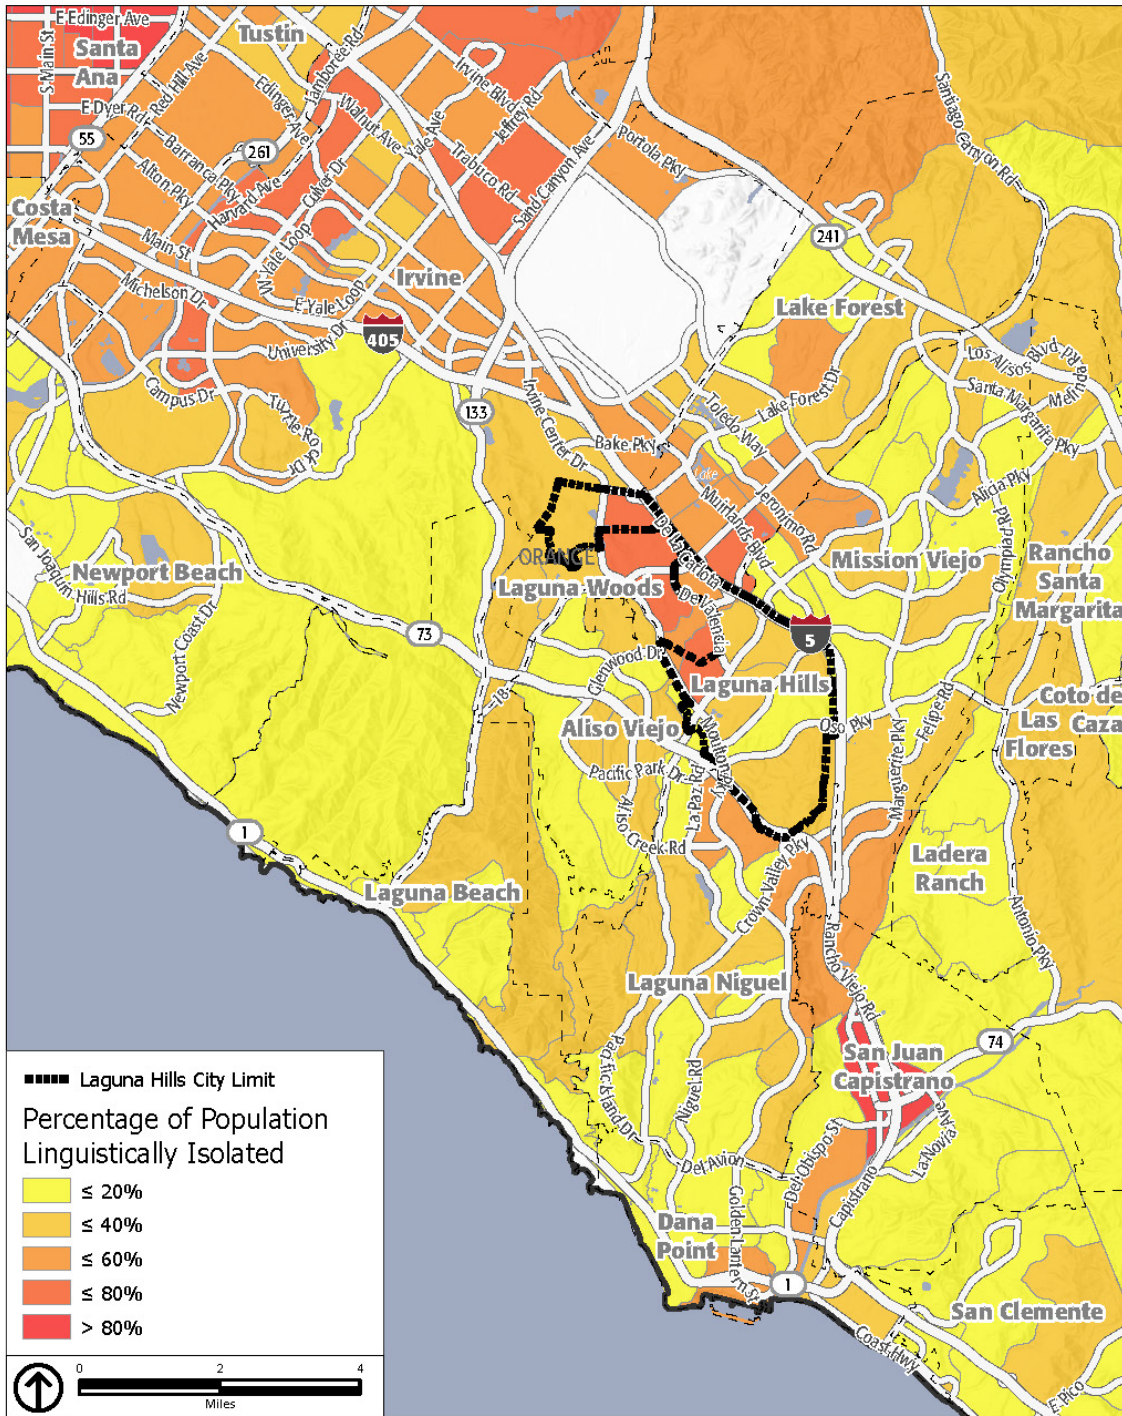 E Edinger Ave
Tustin
Santa
Ana
S Main St
Red Hill Ave
Jamboree Rd
Edinger Ave
Irvine Blvd
Jeffrey Rd
E Dyer Rd
Walnut Ave
Yale Ave
55
261
Barranca Pky
Alton Pky
Harvard Ave
Culver Dr
Trabuco Rd
Sand Canyon Ave
Portola Pky
Santiago Canyon Rd
Costa
Mesa
Main St
W Yale Loop
Michelson Dr
Irvine
E Yale Loop
University Dr
405
241
Lake Forest
Los Alisos Blvd
Santa Margarita Pky
Melinda Rd
Campus Dr
Turtle Rock Dr
133
Irvine Center Dr
Bake Pky
Toledo Way
Lake Forest Dr
Lake
Muirlands Blvd
Jeronimo Rd
Alicia Pky
Olympiad Rd
De La Carlota
ORANGE
Laguna Woods
Mission Viejo
Rancho
Santa
Margarita
San Joaquin Hills Rd
Newport Beach
Newport Coast Dr
73
De Valencia
5
Glenwood Dr
Laguna Hills
18
Aliso Viejo
Moulton Pky
Oso Pky
Felipe Rd
Marguerite Pky
Coto de
Caza
Las
Flores
Pacific Park Dr
La Paz Rd
Aliso Creek Rd
1
Laguna Beach
Crown Valley Pky
Ladera
Ranch
Antonio Pky
Rancho Viejo Rd
Laguna Niguel
Pacific Island Dr
Niguel Rd
74
San Juan
Capistrano
Del Obispo St
La Novia Ave
Del Avion
Capistrano
Golden Lantern St
Dana
Point
1
San Clemente
Coast Hwy
E Pico
Laguna Hills City Limit
Percentage of Population
Linguistically Isolated
≤ 20%
≤ 40%
≤ 60%
≤ 80%
> 80%
0 2 4
Miles